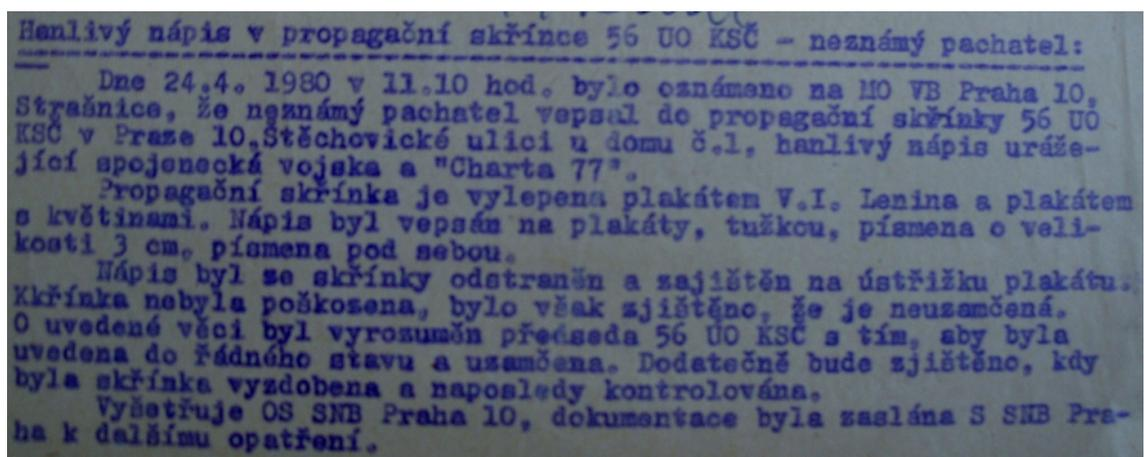 Hanlivý nápis v propagační skřínce 56 UO KSČ - neznámý pachatel:
Dne 24.4. 1980 v 11.10 hod. bylo oznámeno na MO VB Praha 10,
Strašnice, že neznámý pachatel vepsal do propagační skřínky 56 UO
KSČ v Praze 10.Stěchovické ulici u domu č.1, hanlivý nápis uráže-
jící spojenecká vojska a "Charta 77".
Propagační skřínka je vylepena plakátem V.I. Lenina a plakátem
s květinami. Nápis byl vepsán na plakáty, tužkou, písmena o veli-
kosti 3 cm, písmena pod sebou.
Nápis byl se skřínky odstraněn a zajištěn na ústřižku plakátu.
Kkřínka nebyla poškozena, bylo však zjištěno, že je neuzamčená.
O uvedené věci byl vyrozuměn předseda 56 UO KSČ s tím, aby byla
uvedena do řádného stavu a uzamčena. Dodatečně bude zjištěno, kdy
byla skřínka vyzdobena a naposledy kontrolována.
Vyšetřuje OS SNB Praha 10, dokumentace byla zaslána S SNB Pra-
ha k dalšímu opatření.